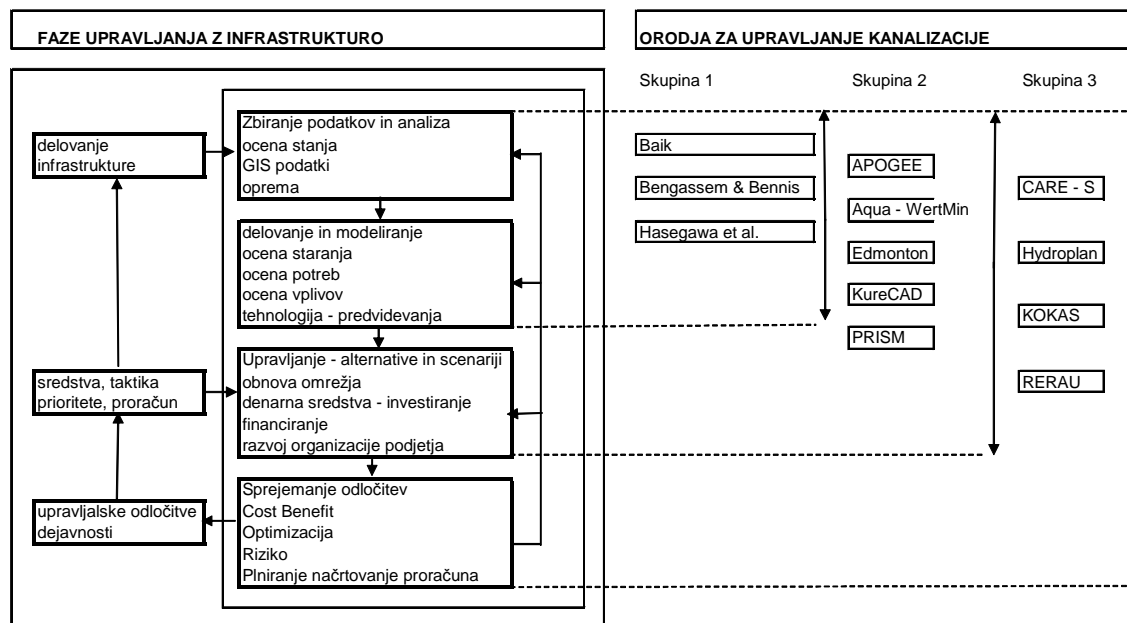 FAZE UPRAVLJANJA Z INFRASTRUKTURO
ORODJA ZA UPRAVLJANJE KANALIZACIJE
delovanje
infrastrukture
sredstva, taktika
prioritete, proračun
upravljalske odločitve
dejavnosti
Zbiranje podatkov in analiza
ocena stanja
GIS podatki
oprema
delovanje in modeliranje
ocena staranja
ocena potreb
ocena vplivov
tehnologija - predvidevanja
Upravljanje - alternative in scenariji
obnova omrežja
denarna sredstva - investiranje
financiranje
razvoj organizacije podjetja
Sprejemanje odločitev
Cost Benefit
Optimizacija
Riziko
Plniranje načrtovanje proračuna
Skupina 1
Baik
Bengassem & Bennis
Hasegawa et al.
Skupina 2
APOGEE
Aqua - WertMin
Edmonton
KureCAD
PRISM
Skupina 3
CARE - S
Hydroplan
KOKAS
RERAU